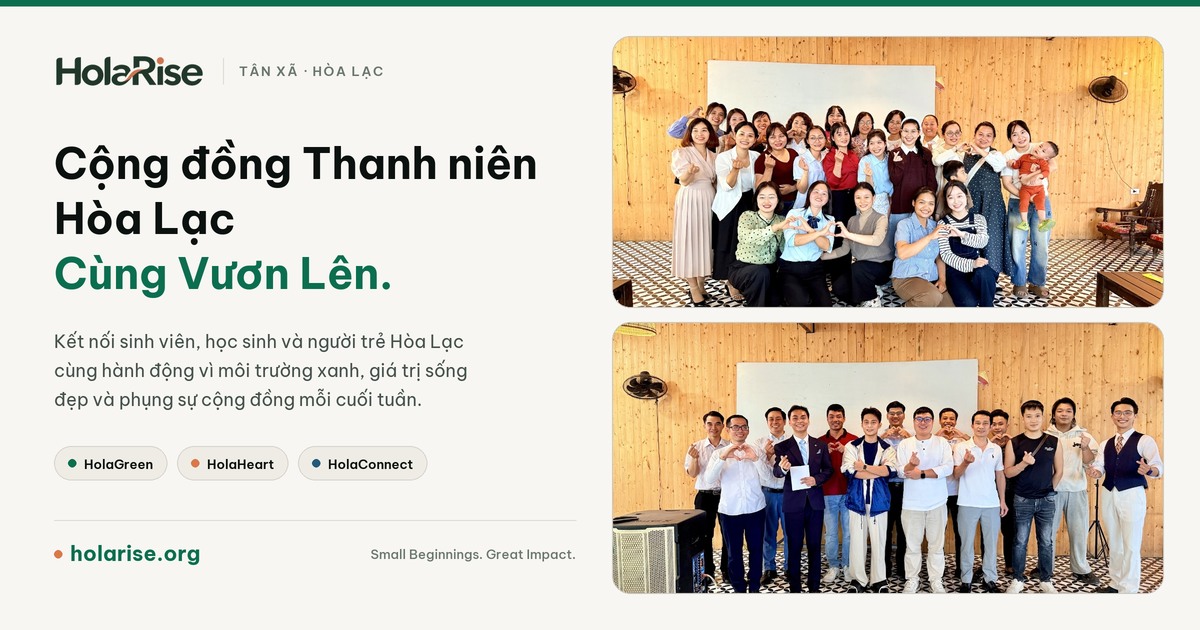 HolaRise
TÂN XÃ · HÒA LẠC
Cộng đồng Thanh niên
Hòa Lạc
Cùng Vươn Lên.
Kết nối sinh viên, học sinh và người trẻ Hòa Lạc
cùng hành động vì môi trường xanh, giá trị sống
đẹp và phụng sự cộng đồng mỗi cuối tuần.
HolaGreen
HolaHeart
HolaConnect
holarise.org
Small Beginnings. Great Impact.